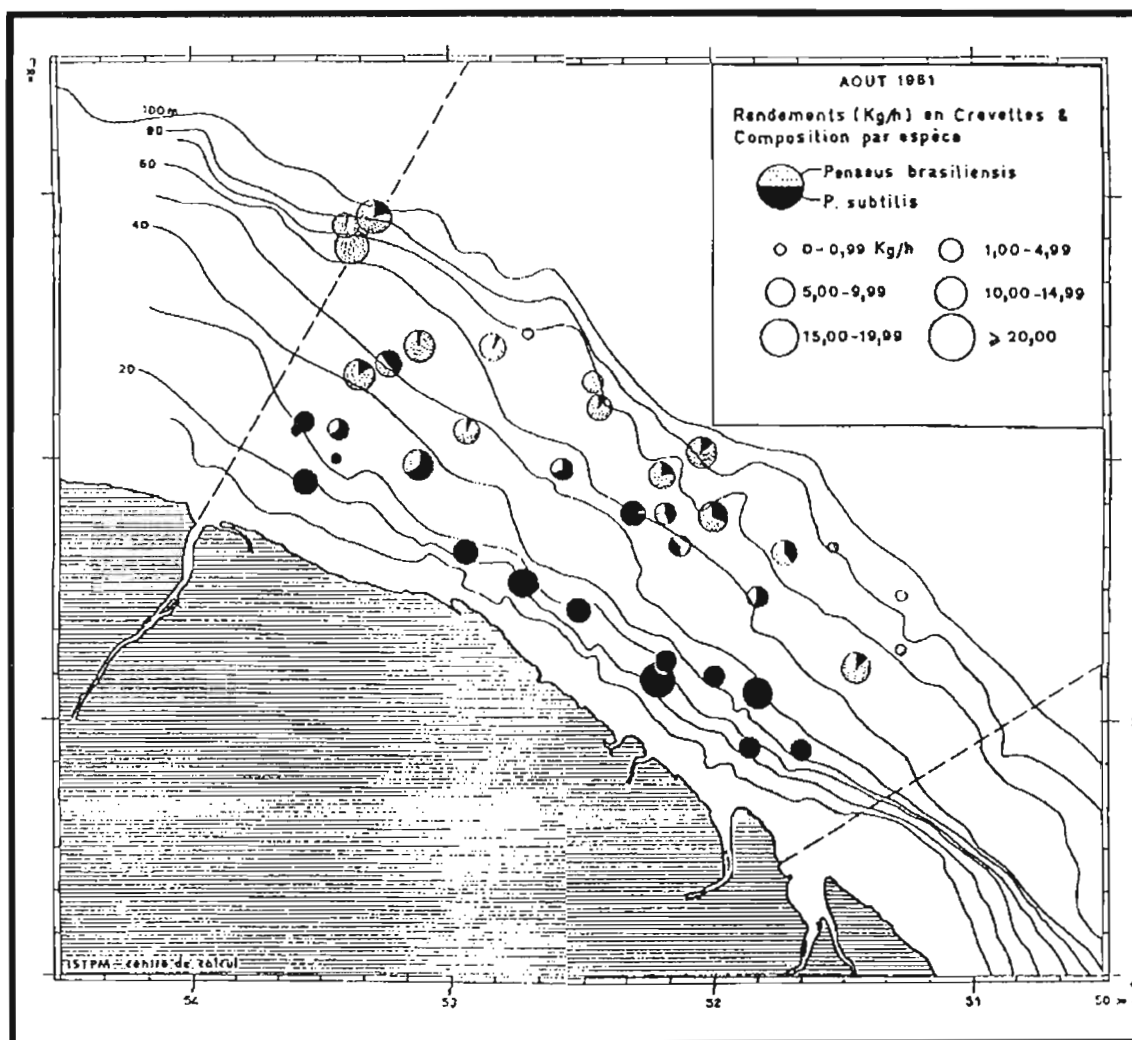 AOUT 1981
Rendements (Kg/h) en Crevettes &
Composition par espèce
Penaeus brasiliensis
P. subtilis
0-0,99 Kg/h
1,00-4,99
5,00-9,99
10,00-14,99
15,00-19,99
⩾ 20,00
100 m
80
60
40
20
ISTPM - centre de calcul
54
53
52
51
50